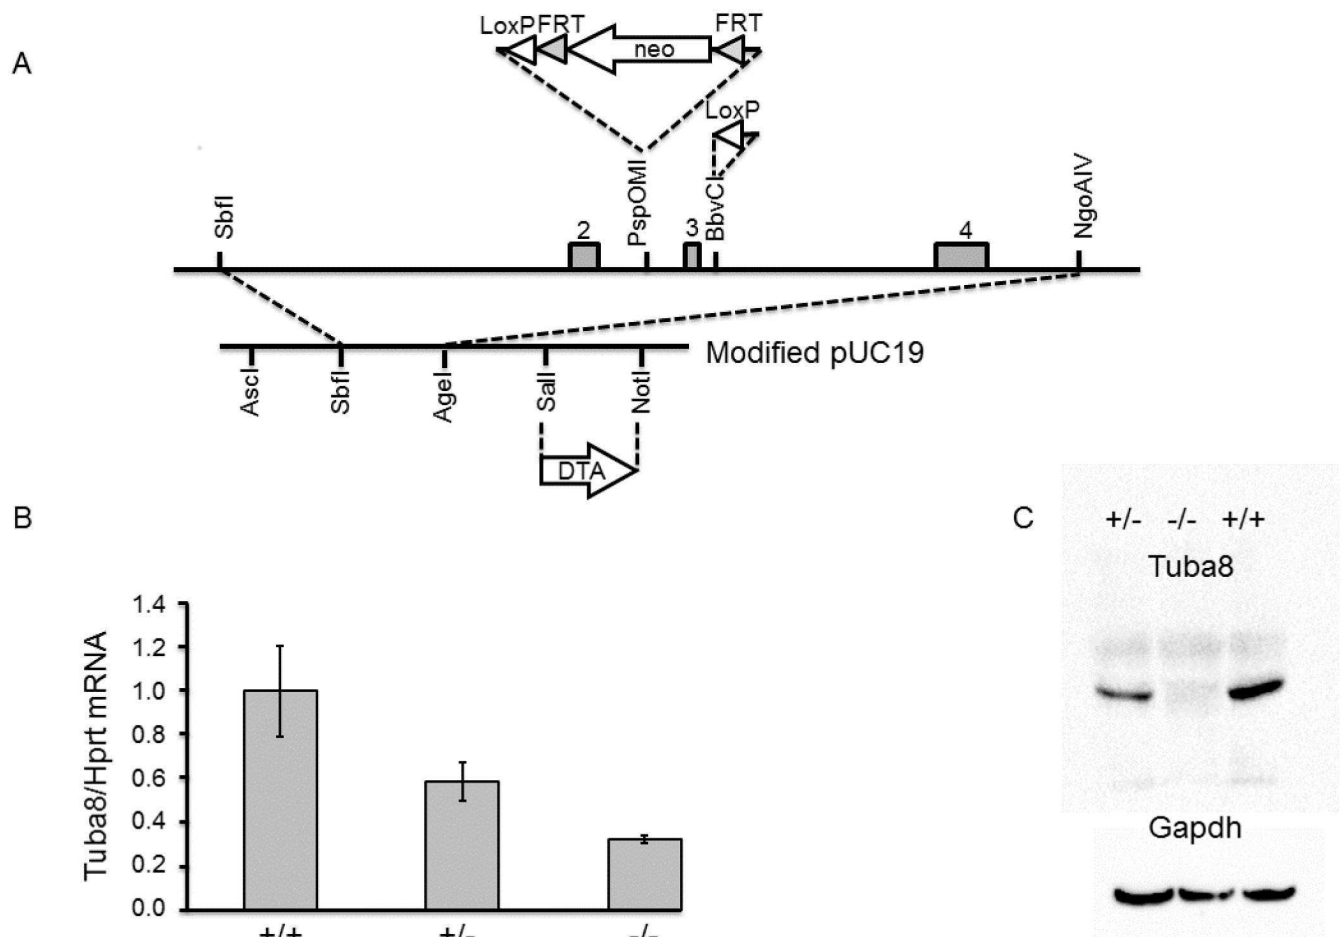 A
LoxP FRT
neo
FRT
LoxP
SbfI
2
PspOMI
3
BbvCI
4
NgoAIV
Modified pUC19
AscI
SbfI
AgeI
SalI
NotI
DTA
B
Tuba8/Hprt mRNA
1.4
1.2
1.0
0.8
0.6
0.4
0.2
0.0
+/+
+/-
-/-
C
+/- -/- +/+
Tuba8
Gapdh